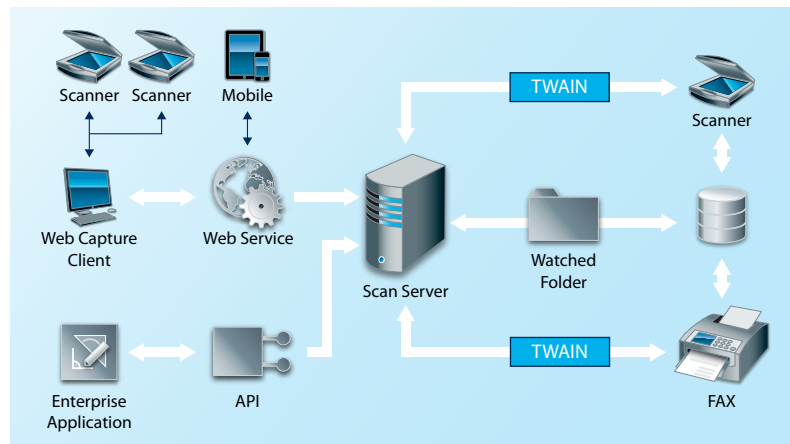 TWAIN
Scanner
Scanner
Mobile
Scanner
Web Capture
Client
Web Service
Scan Server
Watched
Folder
TWAIN
Enterprise
Application
API
FAX